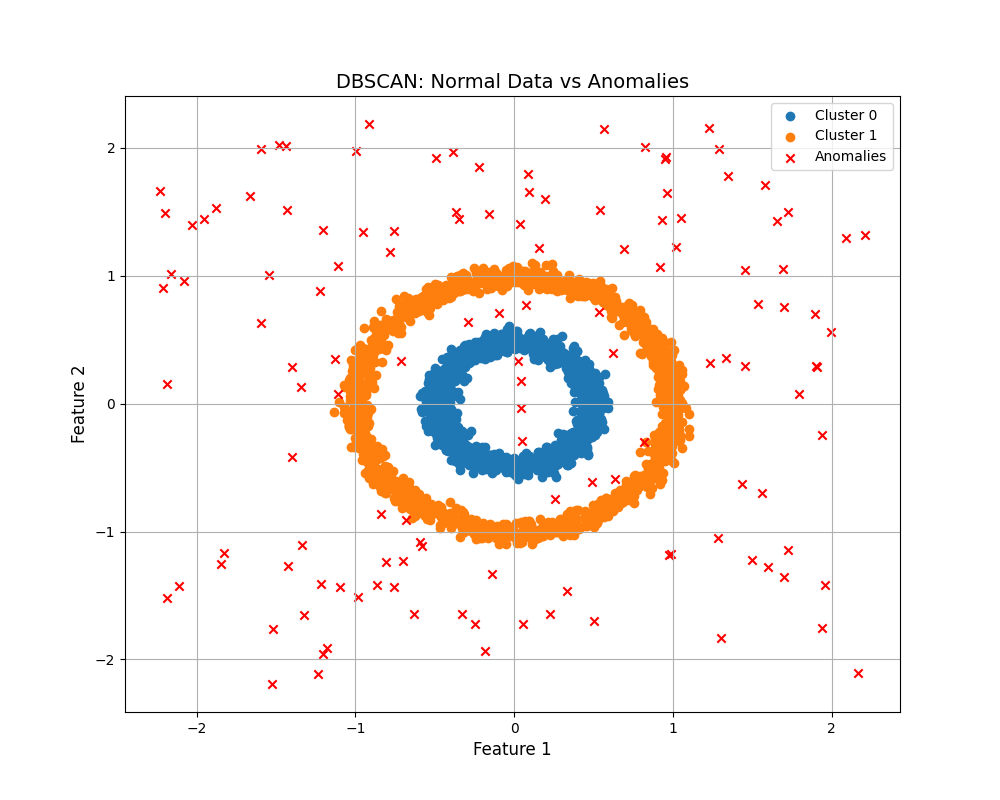 DBSCAN: Normal Data vs Anomalies
Cluster 0
Cluster 1
Anomalies
2
1
0
−1
−2
Feature 2
−2
−1
0
1
2
Feature 1